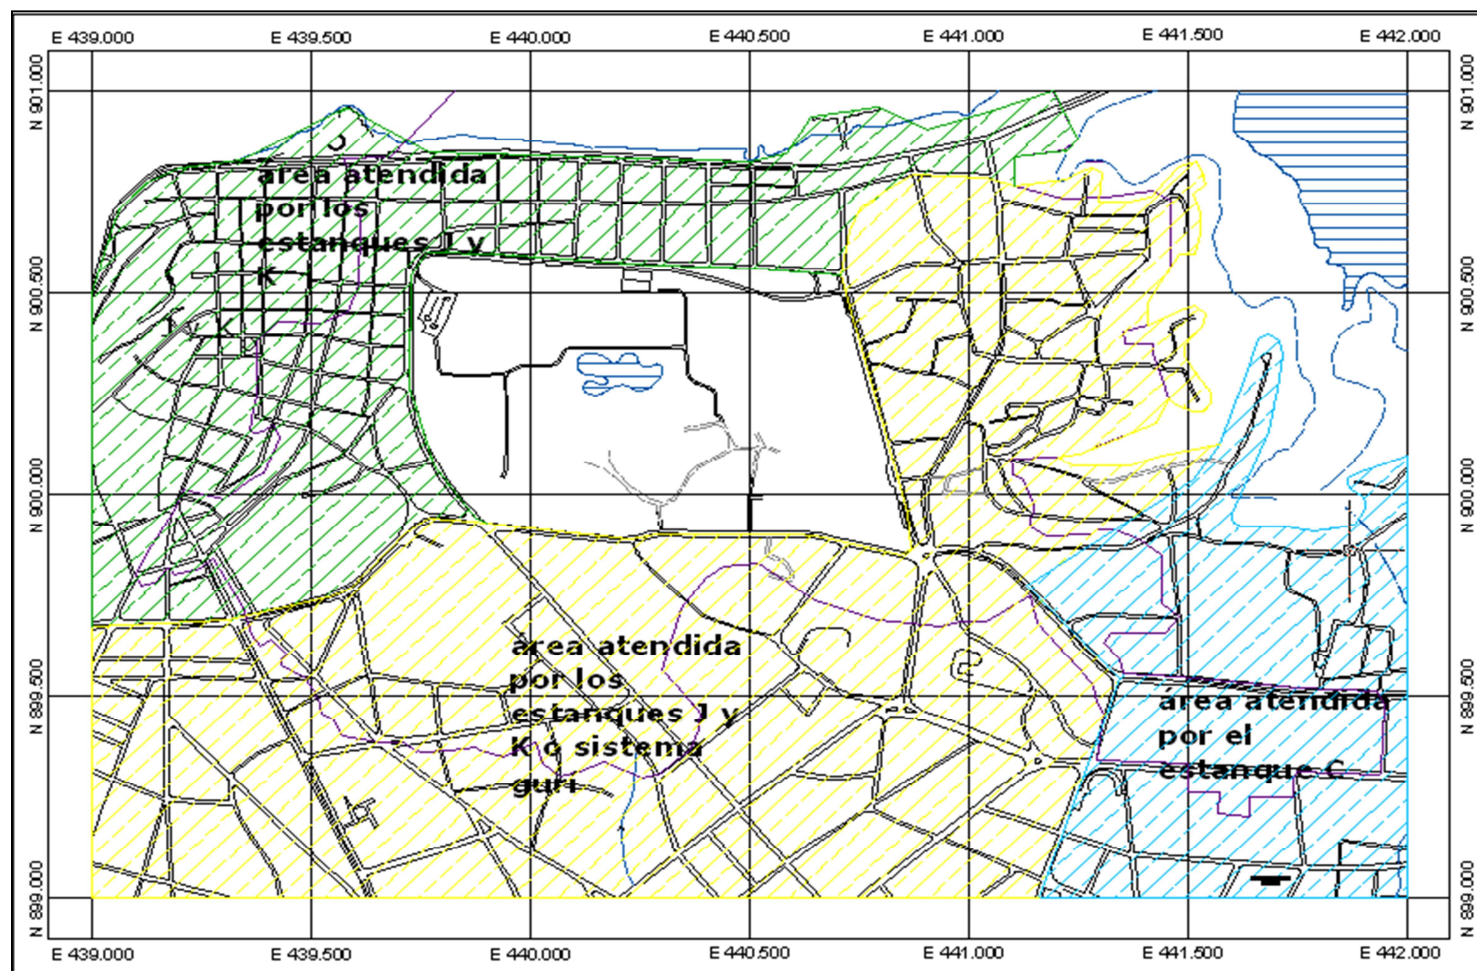 E 439.000 E 439.500 E 440.000 E 440.500 E 441.000 E 441.500 E 442.000
N 901.000 N 901.000
área atendida
por los
estanques J y
K
N 900.500 N 900.500
N 900.000 N 900.000
área atendida
por los
estanques J y
K o sistema
guri
N 899.500 N 899.500
área atendida
por el
estanque C
N 899.000 N 899.000
E 439.000 E 439.500 E 440.000 E 440.500 E 441.000 E 441.500 E 442.000